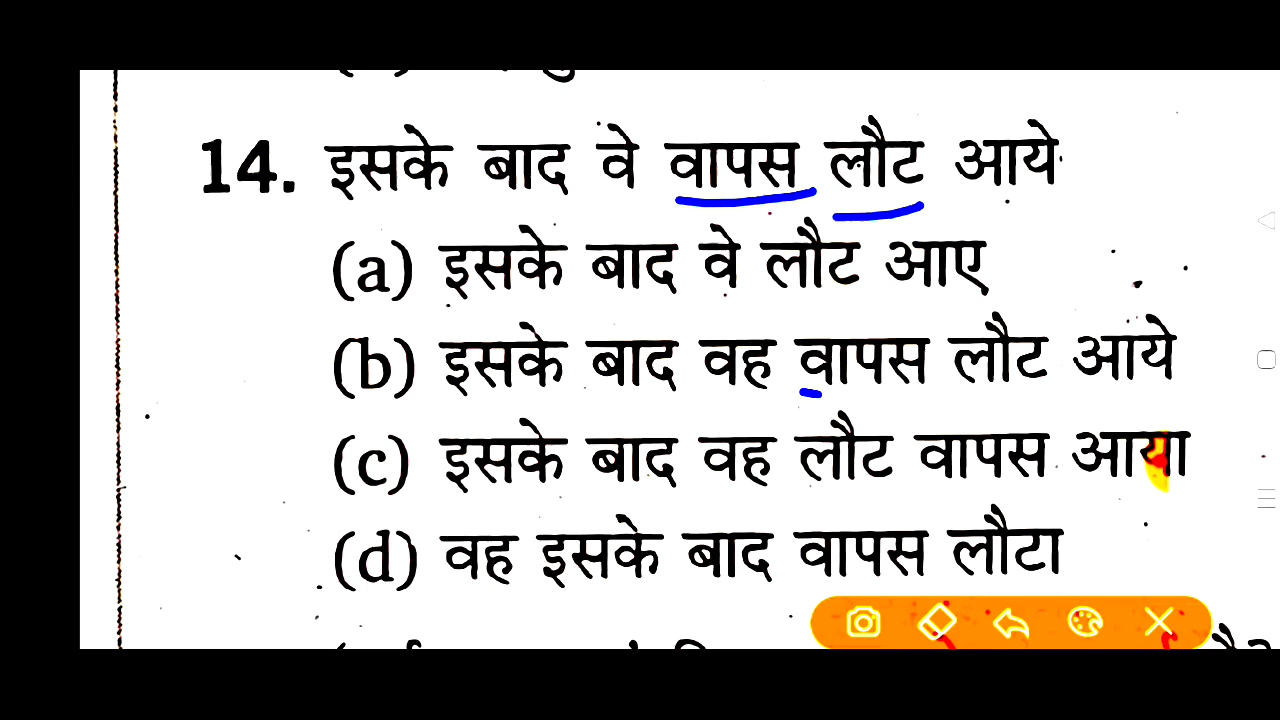 14. इसके बाद वे वापस लौट आये
(a) इसके बाद वे लौट आए
(b) इसके बाद वह वापस लौट आये
(c) इसके बाद वह लौट वापस आया
(d) वह इसके बाद वापस लौटा